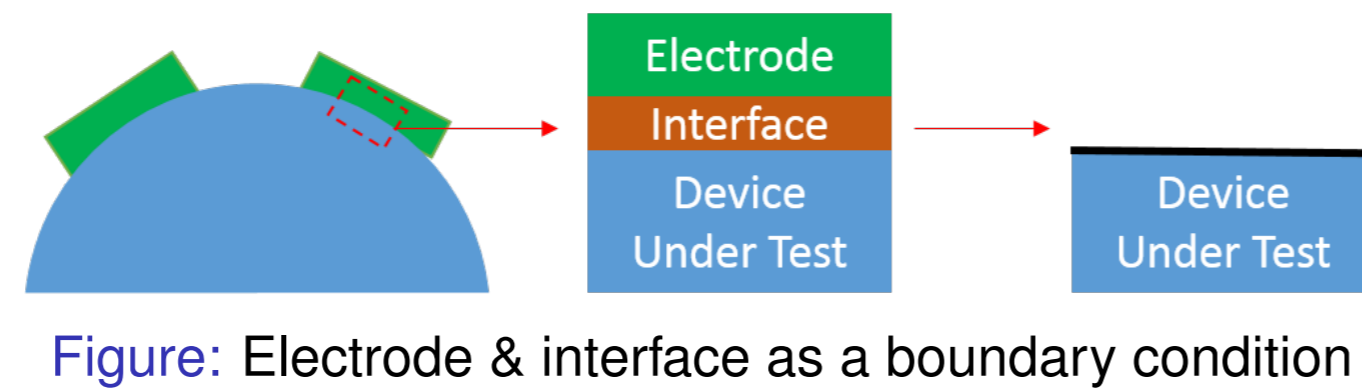 Electrode
Interface
Device
Under Test
Device
Under Test
Figure: Electrode & interface as a boundary condition